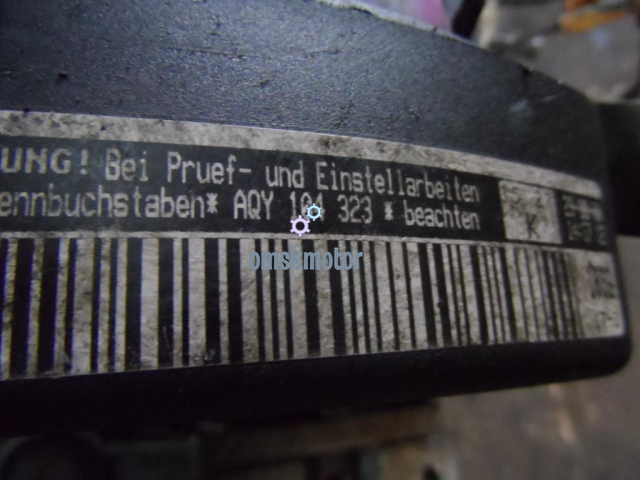 UNG! Bei Pruef- und Einstellarbeiten
ennbuchstaben* AQY 104 323 * beachten
K
omskmotor